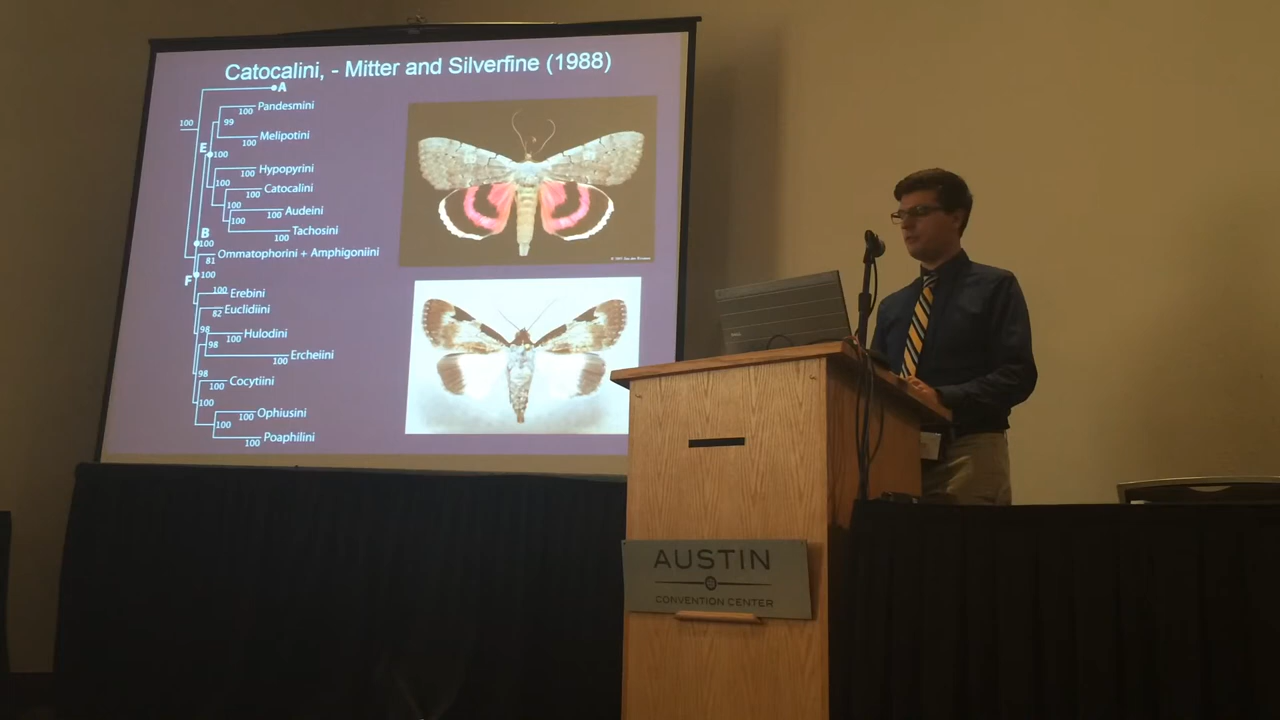 Catocalini, - Mitter and Silverfine (1988)
A
Pandesmini
100
100
99
Melipotini
100
E
100
Hypopyrini
100
100
Catocalini
100
100
Audeini
100
100
Tachosini
100
B
100
Ommatophorini + Amphigoniini
81
F
100
Erebini
100
Euclidiini
82
98
Hulodini
100
98
Ercheiini
100
98
Cocytiini
100
100
Ophiusini
100
100
Poaphilini
100
AUSTIN
CONVENTION CENTER